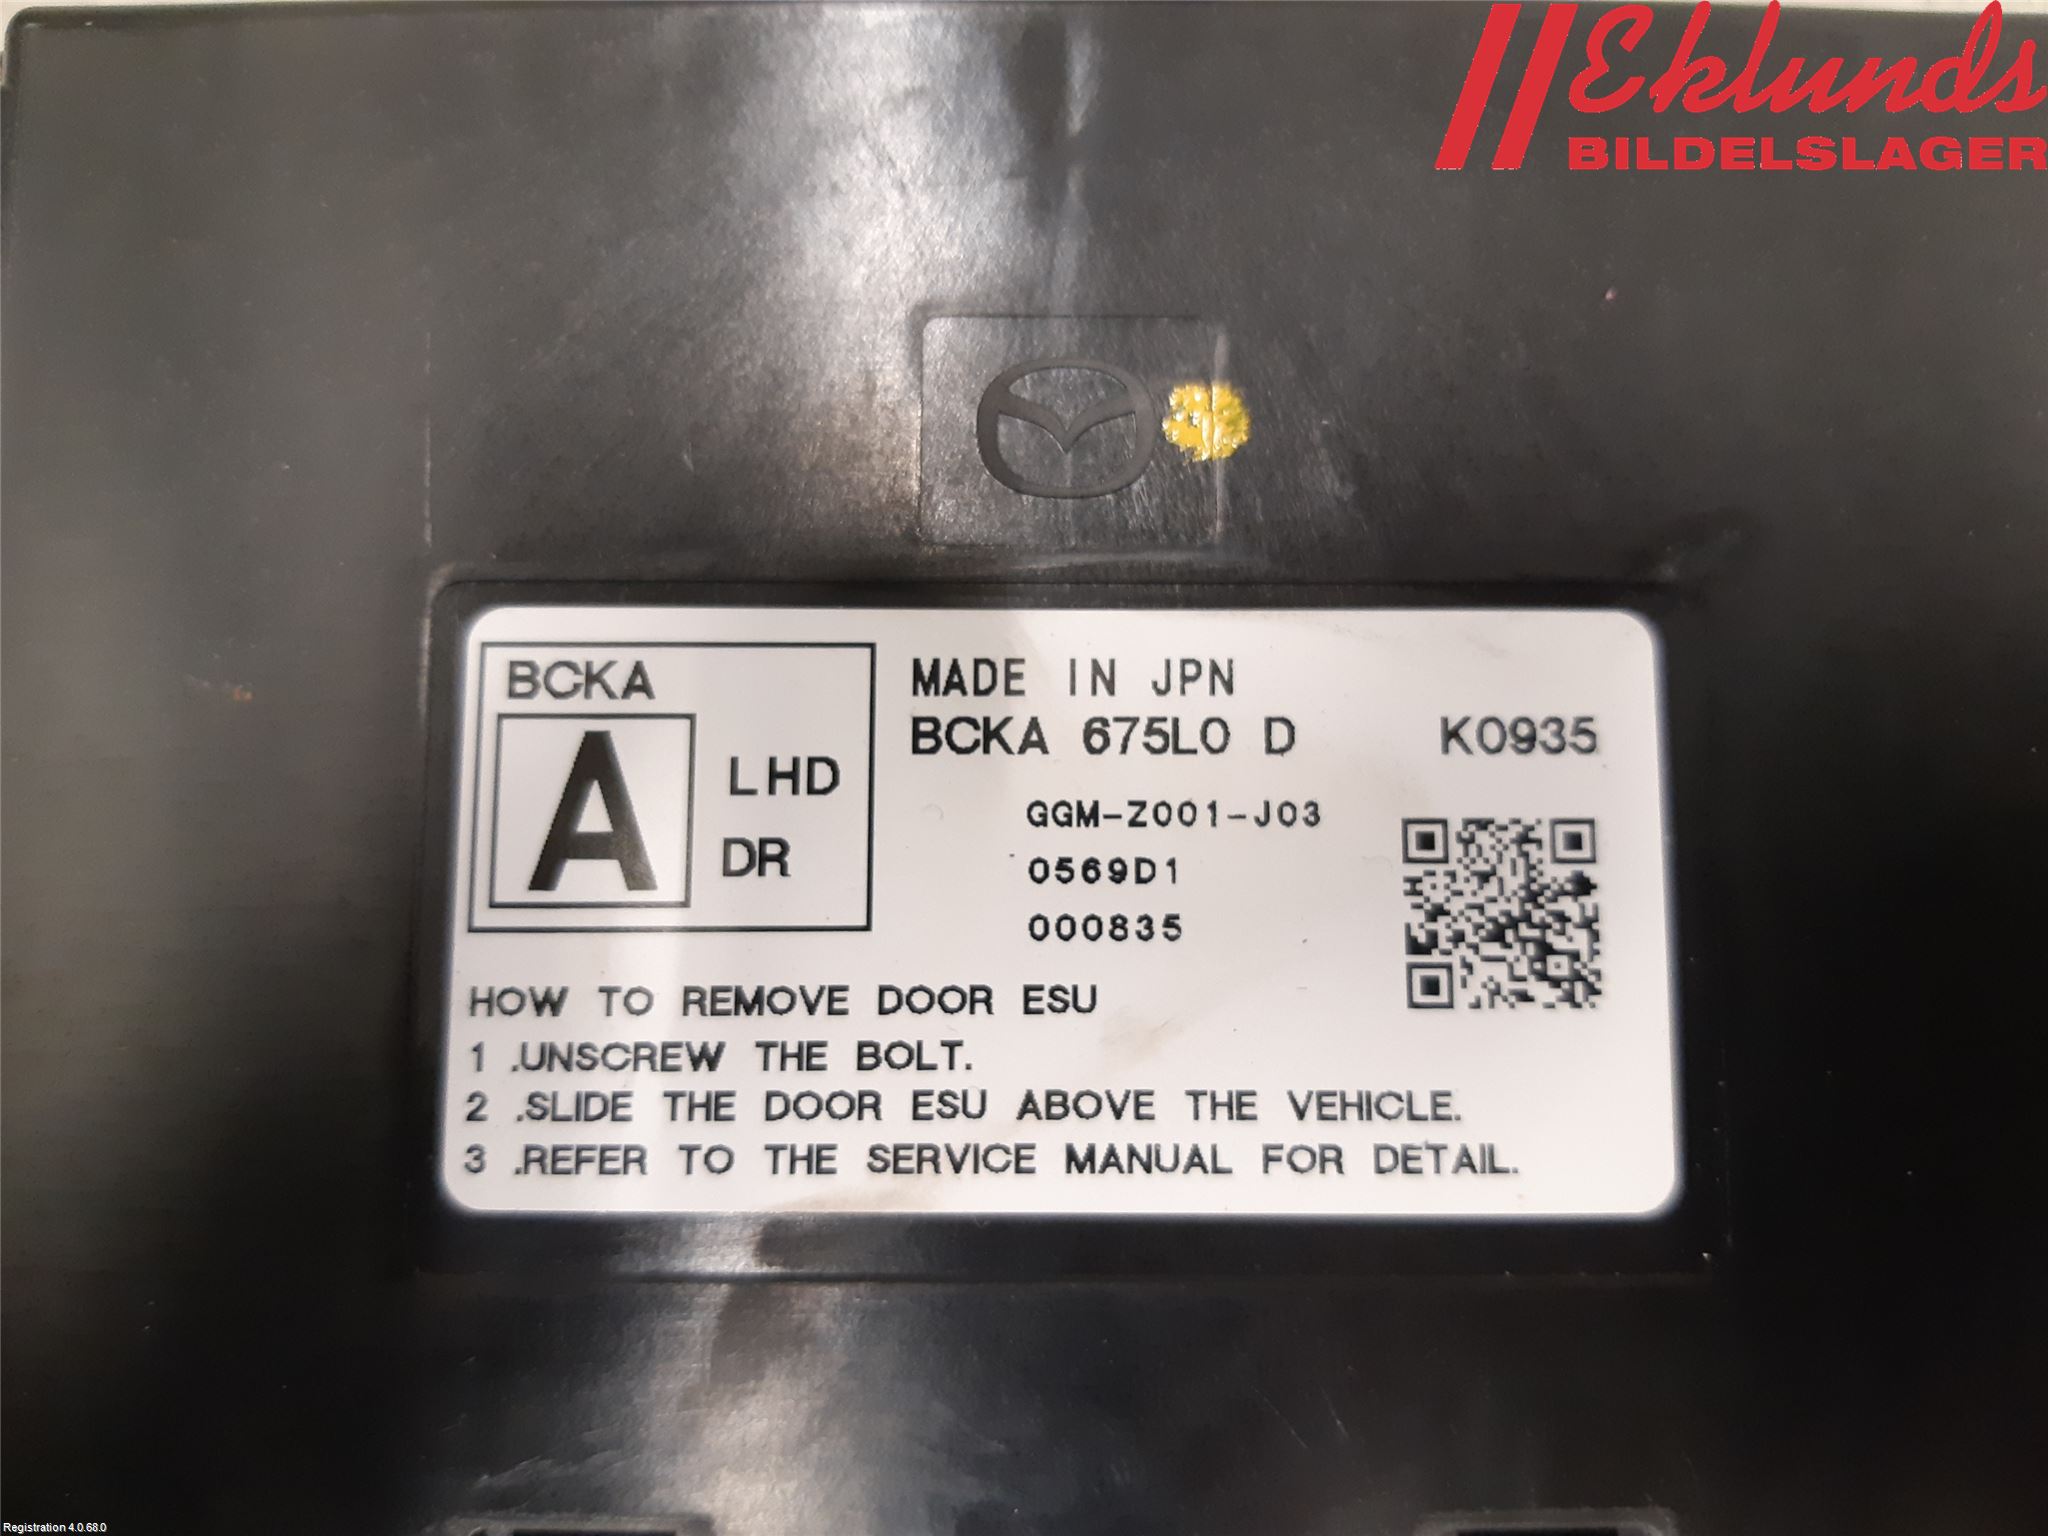 Eklunds
BILDELSLAGER
BCKA
A
LHD
DR
MADE IN JPN
BCKA 675L0 D K0935
GGM-Z001-J03
0569D1
000835
HOW TO REMOVE DOOR ESU
1 .UNSCREW THE BOLT.
2 .SLIDE THE DOOR ESU ABOVE THE VEHICLE.
3 .REFER TO THE SERVICE MANUAL FOR DETAIL.
Registration 4.0.68.0